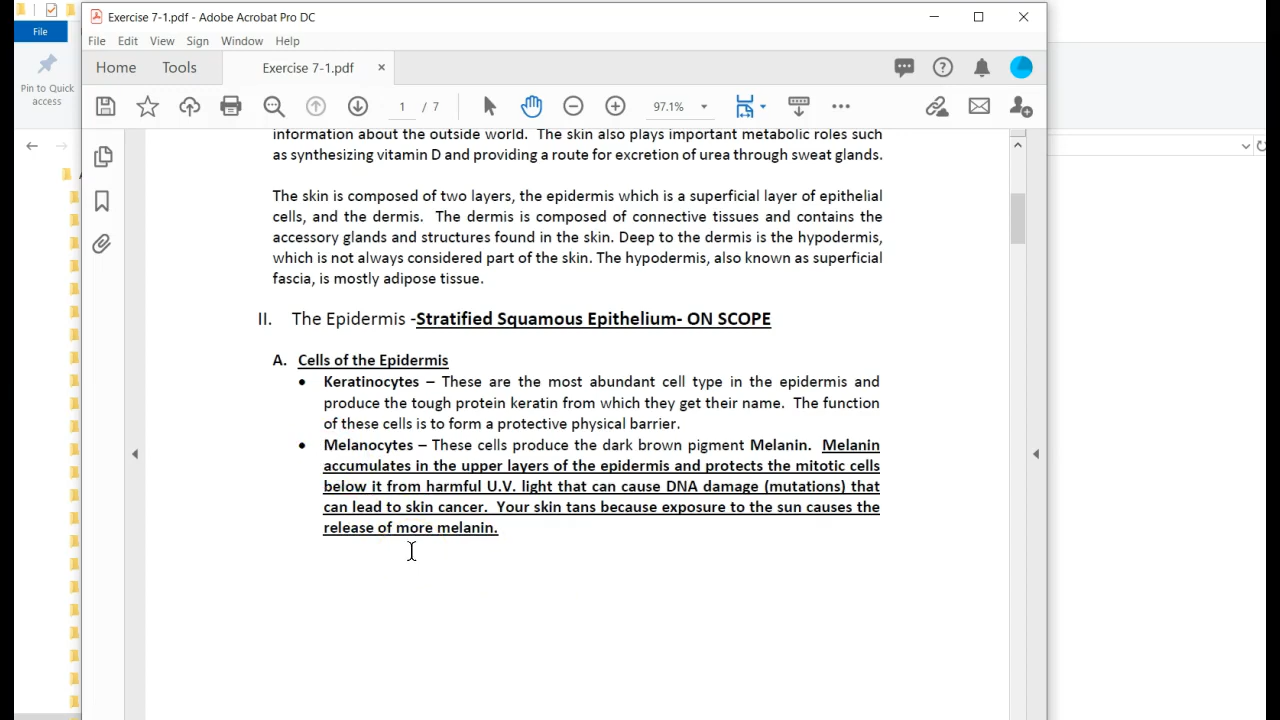 Exercise 7-1.pdf - Adobe Acrobat Pro DC
File
File Edit View Sign Window Help
Home Tools Exercise 7-1.pdf ×
Pin to Quick
access
1 / 7 97.1%
information about the outside world. The skin also plays important metabolic roles such
as synthesizing vitamin D and providing a route for excretion of urea through sweat glands.
The skin is composed of two layers, the epidermis which is a superficial layer of epithelial
cells, and the dermis. The dermis is composed of connective tissues and contains the
accessory glands and structures found in the skin. Deep to the dermis is the hypodermis,
which is not always considered part of the skin. The hypodermis, also known as superficial
fascia, is mostly adipose tissue.
II. The Epidermis -Stratified Squamous Epithelium- ON SCOPE
A. Cells of the Epidermis
• Keratinocytes – These are the most abundant cell type in the epidermis and
produce the tough protein keratin from which they get their name. The function
of these cells is to form a protective physical barrier.
• Melanocytes – These cells produce the dark brown pigment Melanin. Melanin
accumulates in the upper layers of the epidermis and protects the mitotic cells
below it from harmful U.V. light that can cause DNA damage (mutations) that
can lead to skin cancer. Your skin tans because exposure to the sun causes the
release of more melanin.